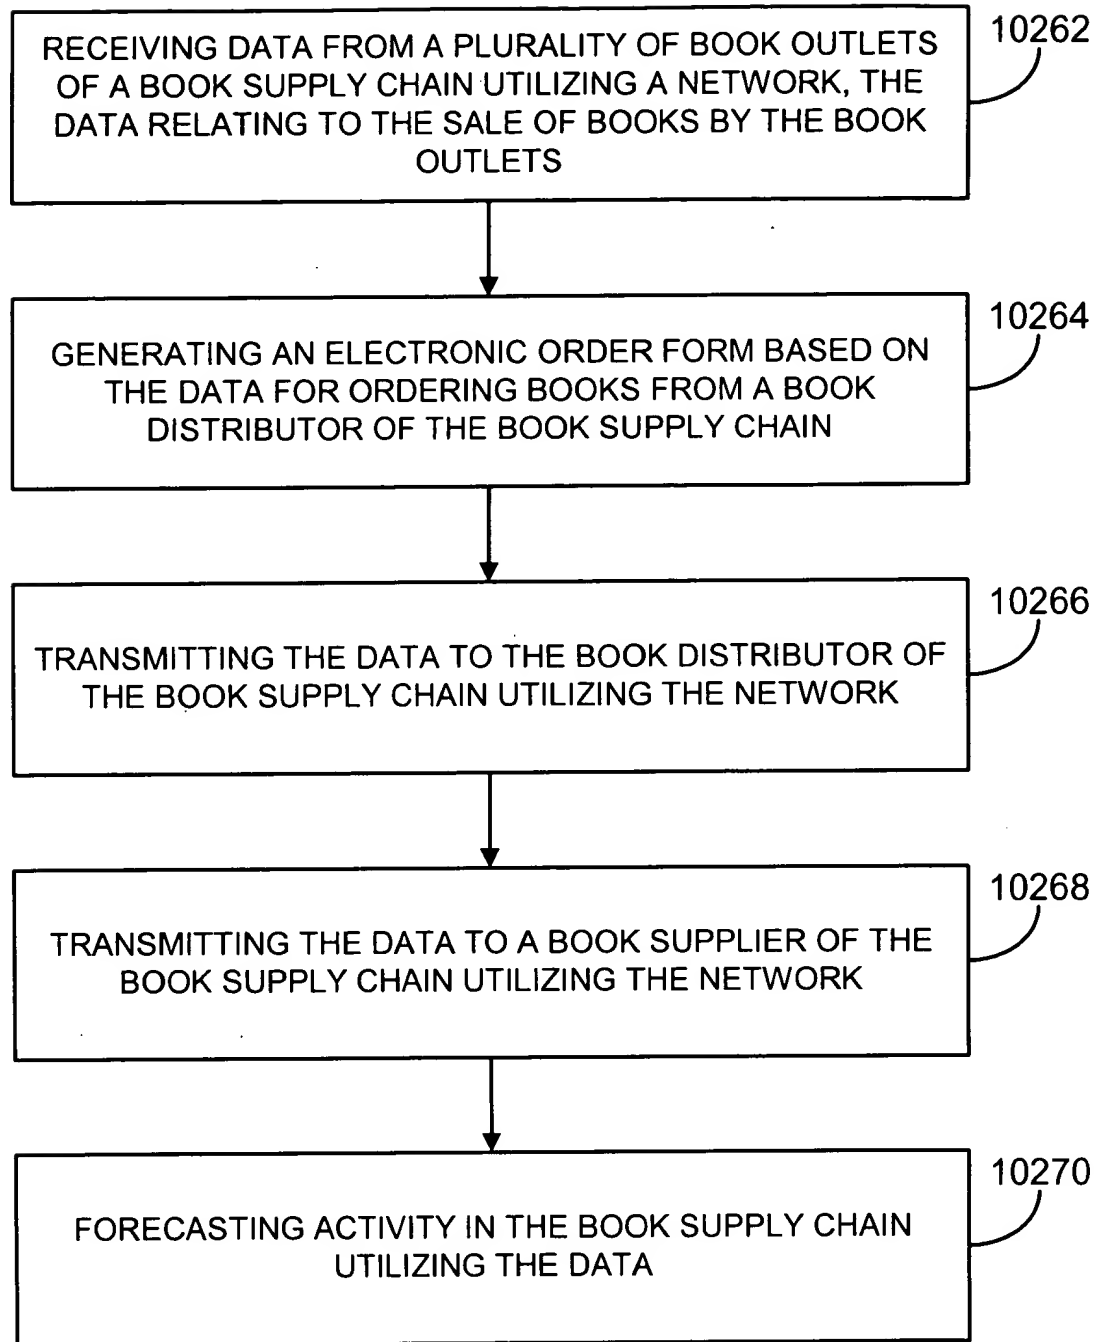 RECEIVING DATA FROM A PLURALITY OF BOOK OUTLETS
OF A BOOK SUPPLY CHAIN UTILIZING A NETWORK, THE
DATA RELATING TO THE SALE OF BOOKS BY THE BOOK
OUTLETS
10262
GENERATING AN ELECTRONIC ORDER FORM BASED ON
THE DATA FOR ORDERING BOOKS FROM A BOOK
DISTRIBUTOR OF THE BOOK SUPPLY CHAIN
10264
TRANSMITTING THE DATA TO THE BOOK DISTRIBUTOR OF
THE BOOK SUPPLY CHAIN UTILIZING THE NETWORK
10266
TRANSMITTING THE DATA TO A BOOK SUPPLIER OF THE
BOOK SUPPLY CHAIN UTILIZING THE NETWORK
10268
FORECASTING ACTIVITY IN THE BOOK SUPPLY CHAIN
UTILIZING THE DATA
10270